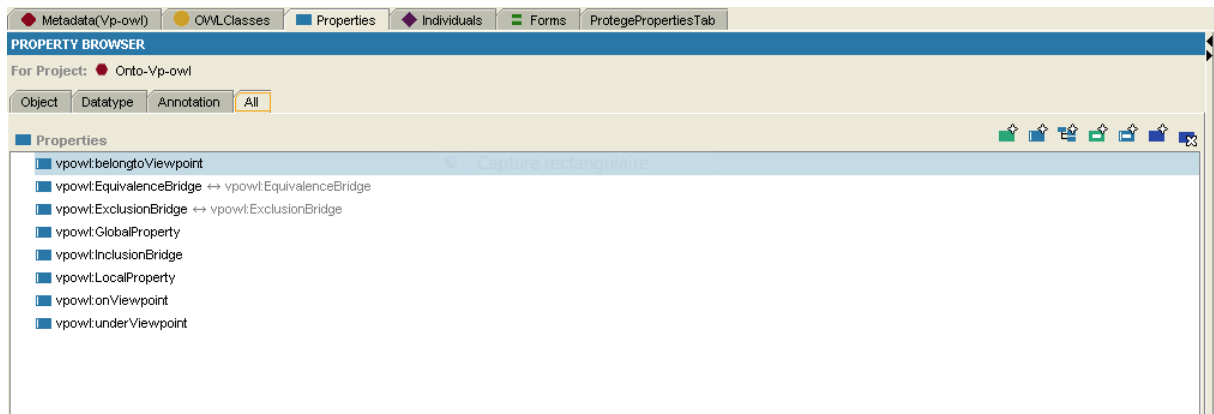 Metadata(Vp-owl) OWLClasses Properties Individuals Forms ProtegePropertiesTab
PROPERTY BROWSER
For Project: Onto-Vp-owl
Object Datatype Annotation All
Properties
vpowl:belongtoViewpoint Capture rectangulaire
vpowl:EquivalenceBridge ↔ vpowl:EquivalenceBridge
vpowl:ExclusionBridge ↔ vpowl:ExclusionBridge
vpowl:GlobalProperty
vpowl:InclusionBridge
vpowl:LocalProperty
vpowl:onViewpoint
vpowl:underViewpoint